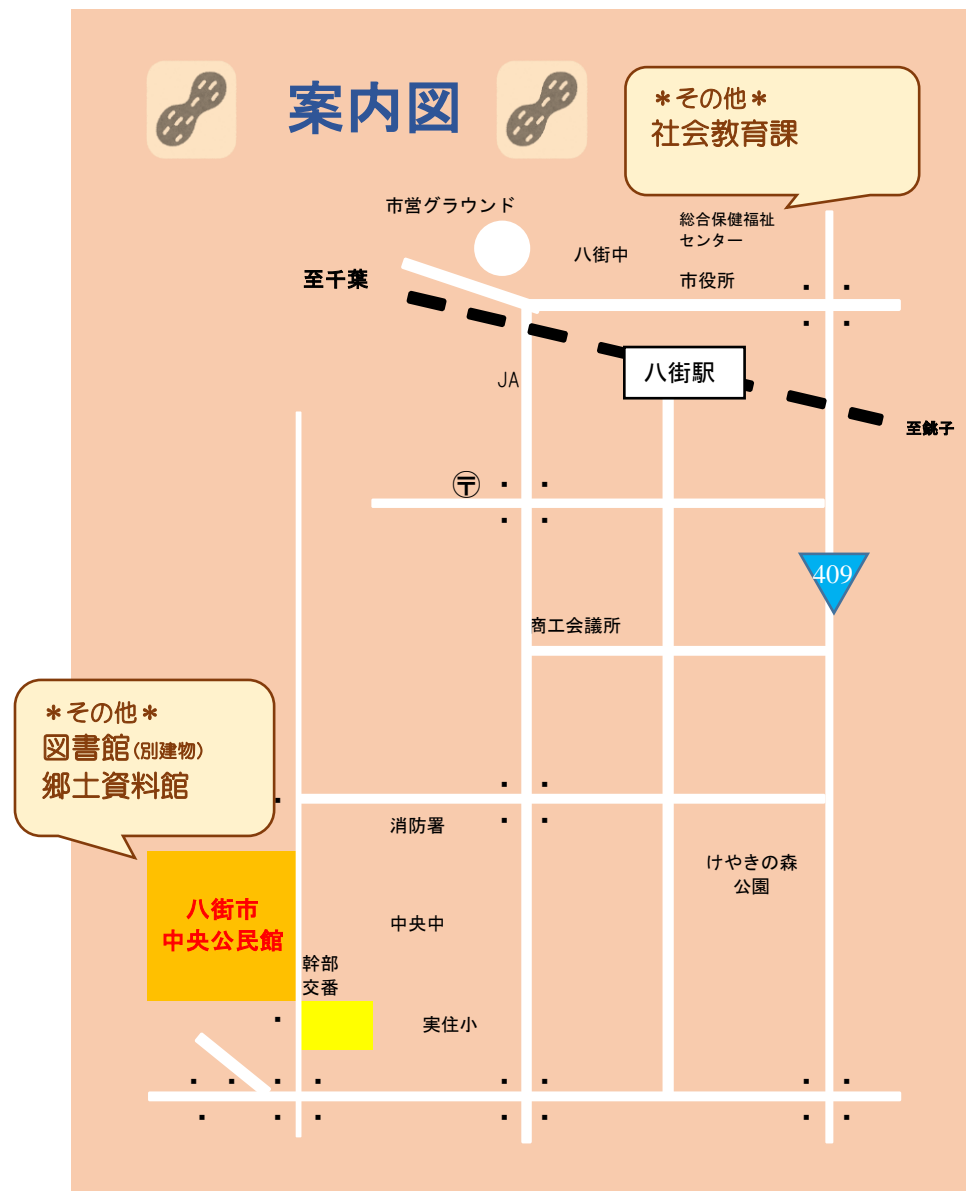 案内図
＊その他＊
社会教育課
市営グラウンド
総合保健福祉
センター
八街中
至千葉
市役所
八街駅
JA
至銚子
〶
409
商工会議所
＊その他＊
図書館(別建物)
郷土資料館
消防署
けやきの森
公園
八街市
中央公民館
中央中
幹部
交番
実住小